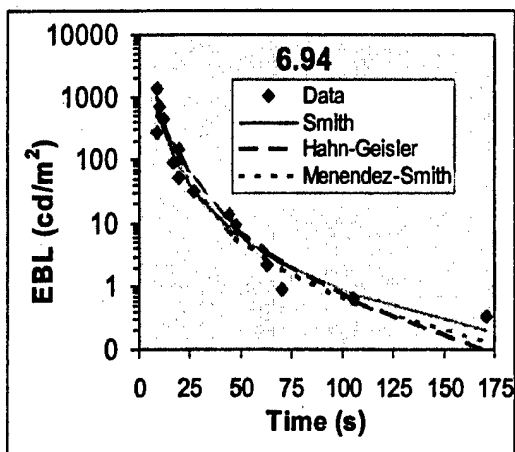 10000
6.94
1000
100
10
1
0
Data
Smith
Hahn-Geisler
Menendez-Smith
EBL (cd/m²)
0 25 50 75 100 125 150 175
Time (s)